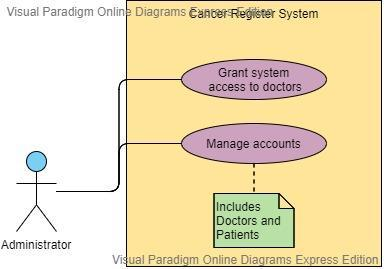 Visual Paradigm Online Diagrams Express Edition
Cancer Register System
Grant system
access to doctors
Manage accounts
Includes
Doctors and
Patients
Administrator
Visual Paradigm Online Diagrams Express Edition